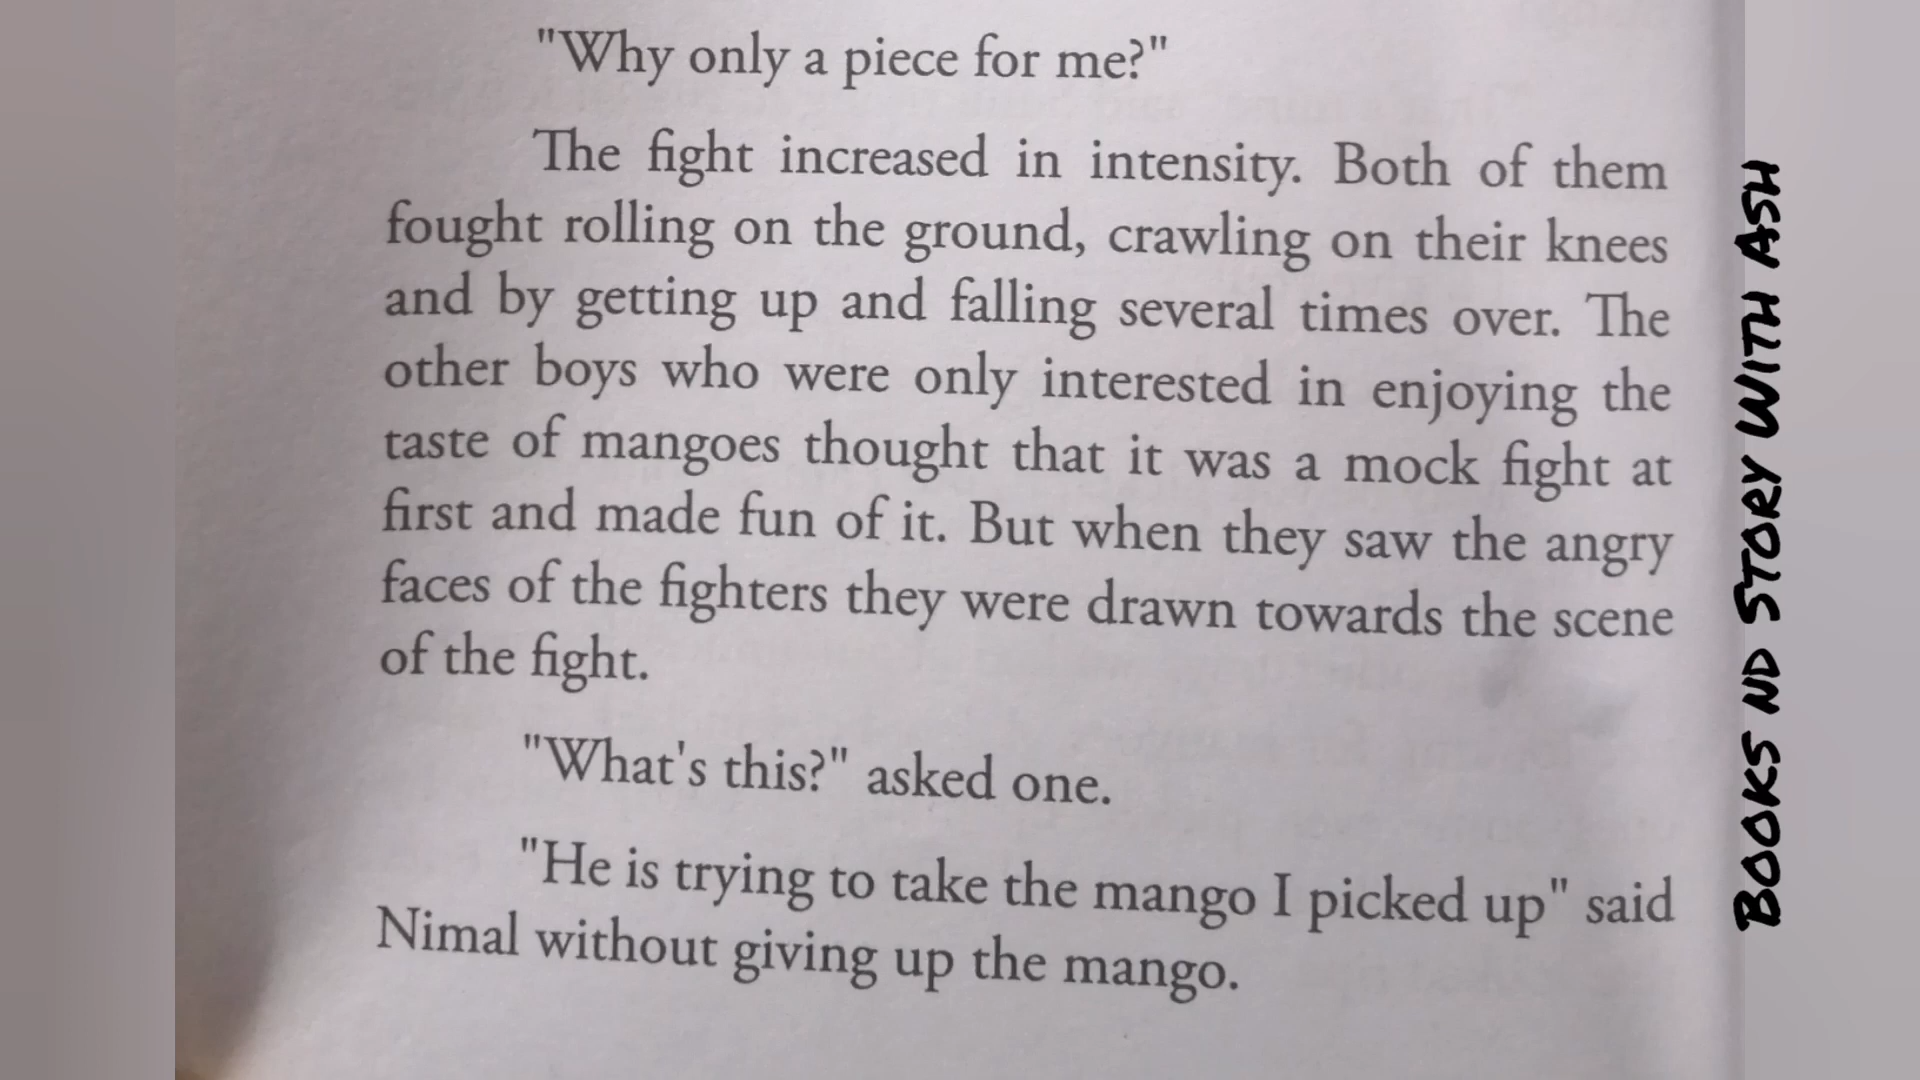 "Why only a piece for me?"
The fight increased in intensity. Both of them
fought rolling on the ground, crawling on their knees
and by getting up and falling several times over. The
other boys who were only interested in enjoying the
taste of mangoes thought that it was a mock fight at
first and made fun of it. But when they saw the angry
faces of the fighters they were drawn towards the scene
of the fight.
"What's this?" asked one.
"He is trying to take the mango I picked up" said
Nimal without giving up the mango.
BOOKS ND STORY WITH ASH